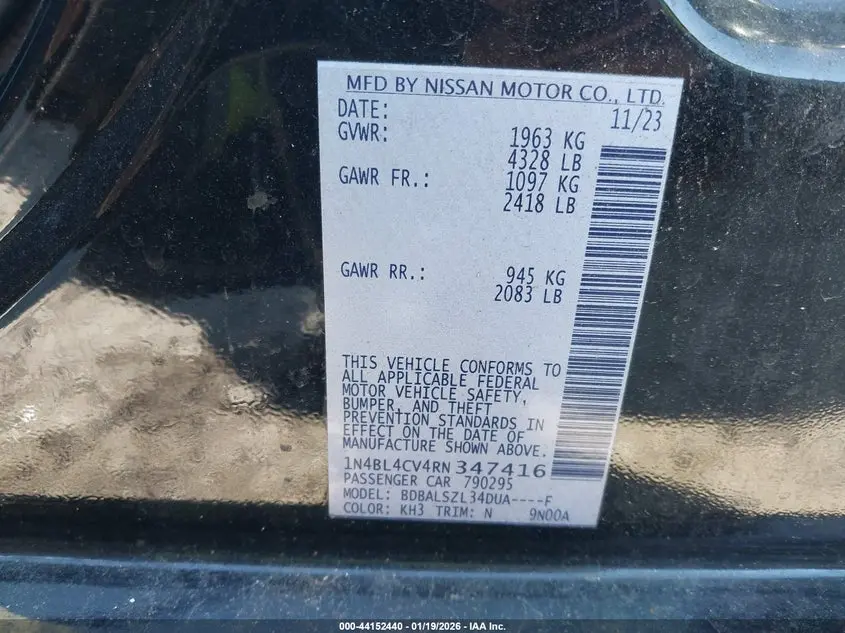 MFD BY NISSAN MOTOR CO., LTD.
DATE: 11/23
GVWR: 1963 KG
4328 LB
GAWR FR.: 1097 KG
2418 LB
GAWR RR.: 945 KG
2083 LB
THIS VEHICLE CONFORMS TO
ALL APPLICABLE FEDERAL
MOTOR VEHICLE SAFETY,
BUMPER, AND THEFT
PREVENTION STANDARDS IN
EFFECT ON THE DATE OF
MANUFACTURE SHOWN ABOVE.
1N4BL4CV4RN347416
PASSENGER CAR 790295
MODEL: BDBALSZL34DUA----F
COLOR: KH3 TRIM: N 9N00A
000-44152440 - 01/19/2026 - IAA Inc.